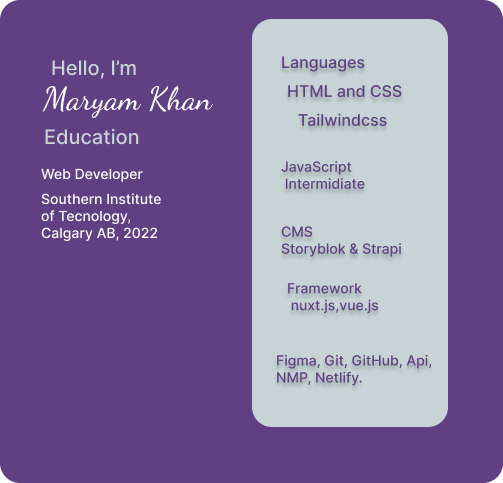 Hello, I’m
Maryam Khan
Education
Web Developer
Southern Institute
of Tecnology,
Calgary AB, 2022
Languages
HTML and CSS
Tailwindcss
JavaScript
Intermidiate
CMS
Storyblok & Strapi
Framework
nuxt.js,vue.js
Figma, Git, GitHub, Api,
NMP, Netlify.